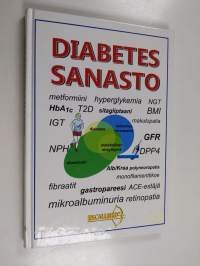 DIABETES
SANASTO
metformiini hyperglykemia NGT
HbA1c T2D sitagliptiini BMI
IGT makulopatia
GFR
NPH DPP4
Alb/Krea polyneuropatia
monofilamenttikoe
fibraatit gastropareesi ACE-estäjä
mikroalbuminuria retinopatia